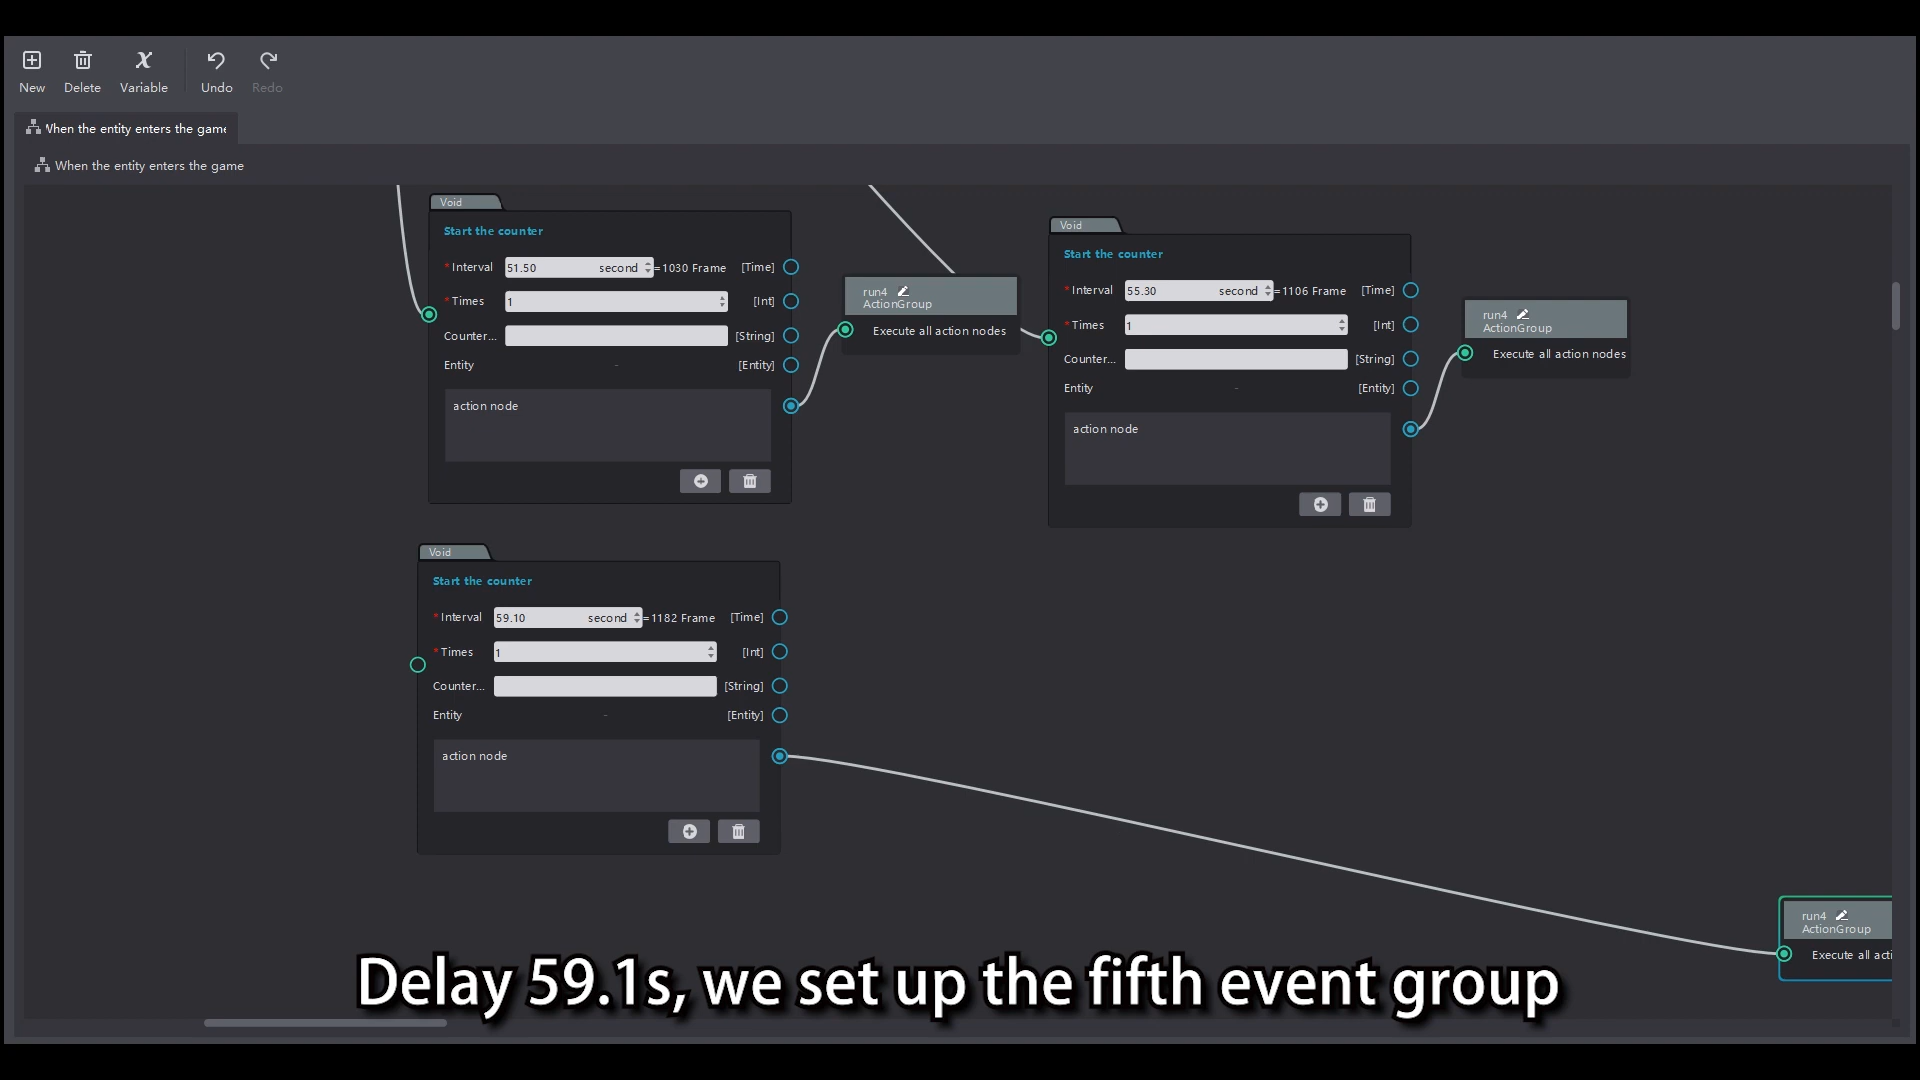 New
Delete
Variable
Undo
Redo
When the entity enters the game
When the entity enters the game
Void
Start the counter
* Interval 51.50 second =1030 Frame [Time]
* Times 1 [Int]
Counter... [String]
Entity - [Entity]
action node
run4
ActionGroup
Execute all action nodes
Void
Start the counter
* Interval 55.30 second =1106 Frame [Time]
* Times 1 [Int]
Counter... [String]
Entity - [Entity]
action node
run4
ActionGroup
Execute all action nodes
Void
Start the counter
* Interval 59.10 second =1182 Frame [Time]
* Times 1 [Int]
Counter... [String]
Entity - [Entity]
action node
run4
ActionGroup
Execute all acti
Delay 59.1s, we set up the fifth event group